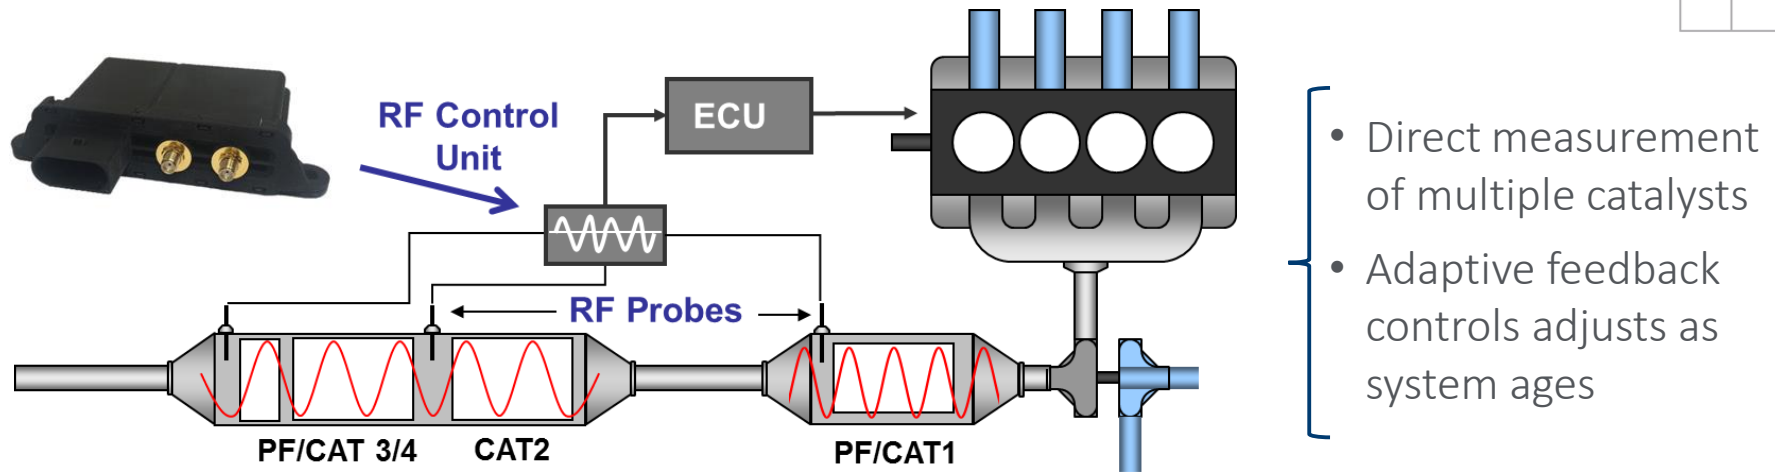 RF Control
Unit
ECU
RF Probes
PF/CAT 3/4
CAT2
PF/CAT1
• Direct measurement
of multiple catalysts
• Adaptive feedback
controls adjusts as
system ages